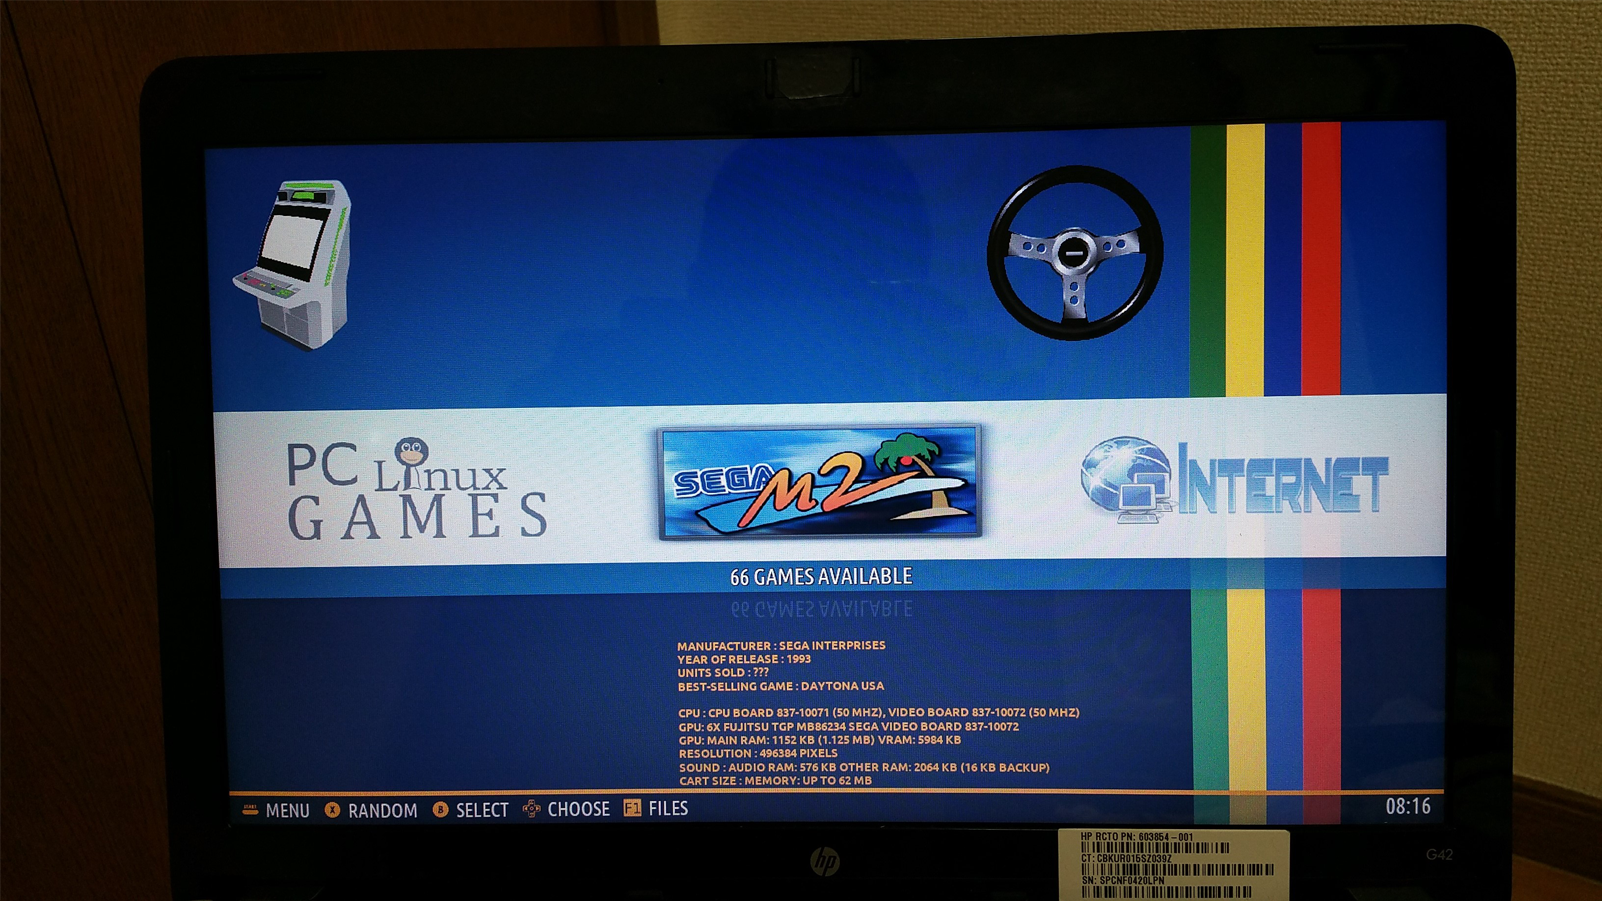 PC Linux
GAMES
SEGA M2
INTERNET
66 GAMES AVAILABLE
66 GAMES AVAILABLE
MANUFACTURER : SEGA INTERPRISES
YEAR OF RELEASE : 1993
UNITS SOLD : ???
BEST-SELLING GAME : DAYTONA USA
CPU : CPU BOARD 837-10071 (50 MHZ), VIDEO BOARD 837-10072 (50 MHZ)
GPU: 6X FUJITSU TGP MB86234 SEGA VIDEO BOARD 837-10072
GPU: MAIN RAM: 1152 KB (1.125 MB) VRAM: 5984 KB
RESOLUTION : 496384 PIXELS
SOUND : AUDIO RAM: 576 KB OTHER RAM: 2064 KB (16 KB BACKUP)
CART SIZE : MEMORY: UP TO 62 MB
START MENU X RANDOM B SELECT CHOOSE F1 FILES 08:16
hp
G42
HP RCTO PN: 603854-001
CT: CBKUR015SZ039Z
SN: SPCNF0420LPN